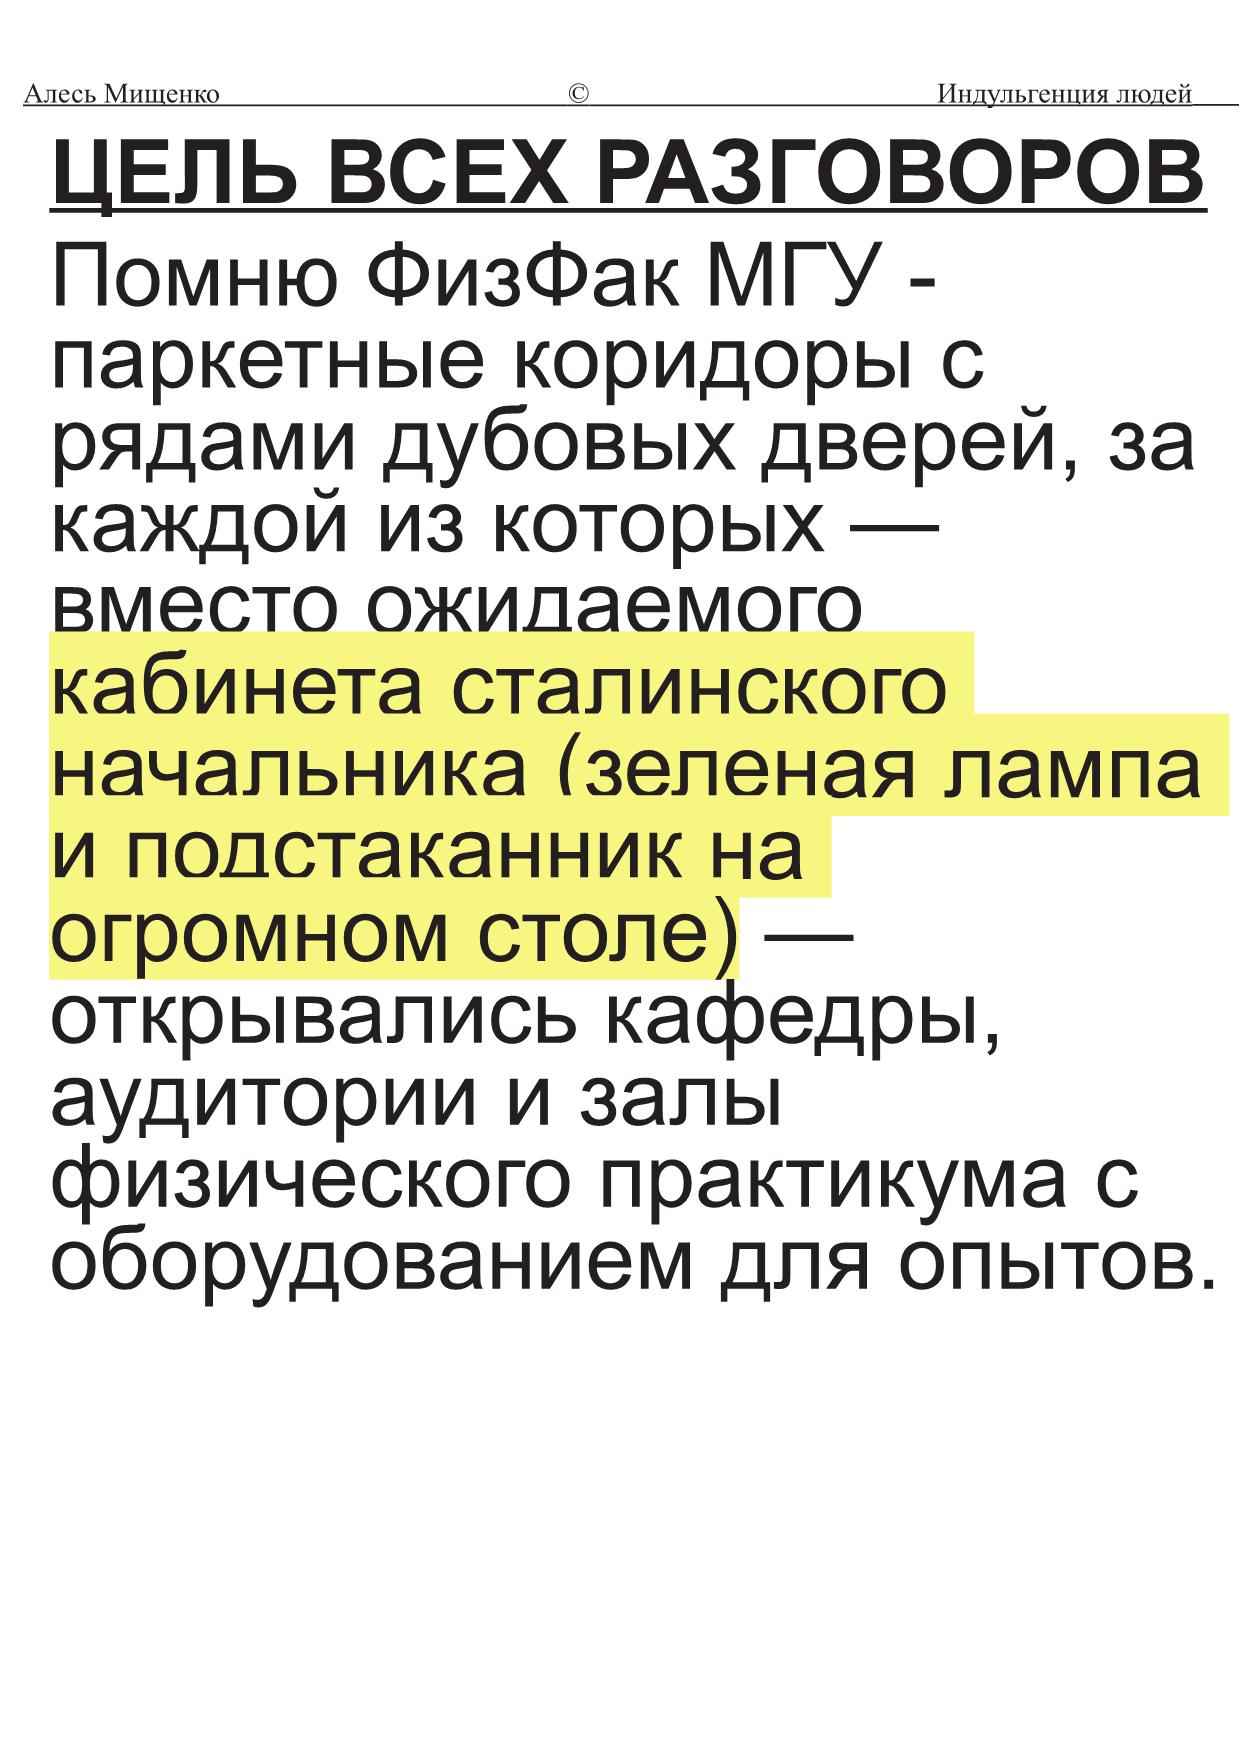 Алесь Мищенко © Индульгенция людей
ЦЕЛЬ ВСЕХ РАЗГОВОРОВ
Помню ФизФак МГУ -
паркетные коридоры с
рядами дубовых дверей, за
каждой из которых —
вместо ожидаемого
кабинета сталинского
начальника (зеленая лампа
и подстаканник на
огромном столе) —
открывались кафедры,
аудитории и залы
физического практикума с
оборудованием для опытов.